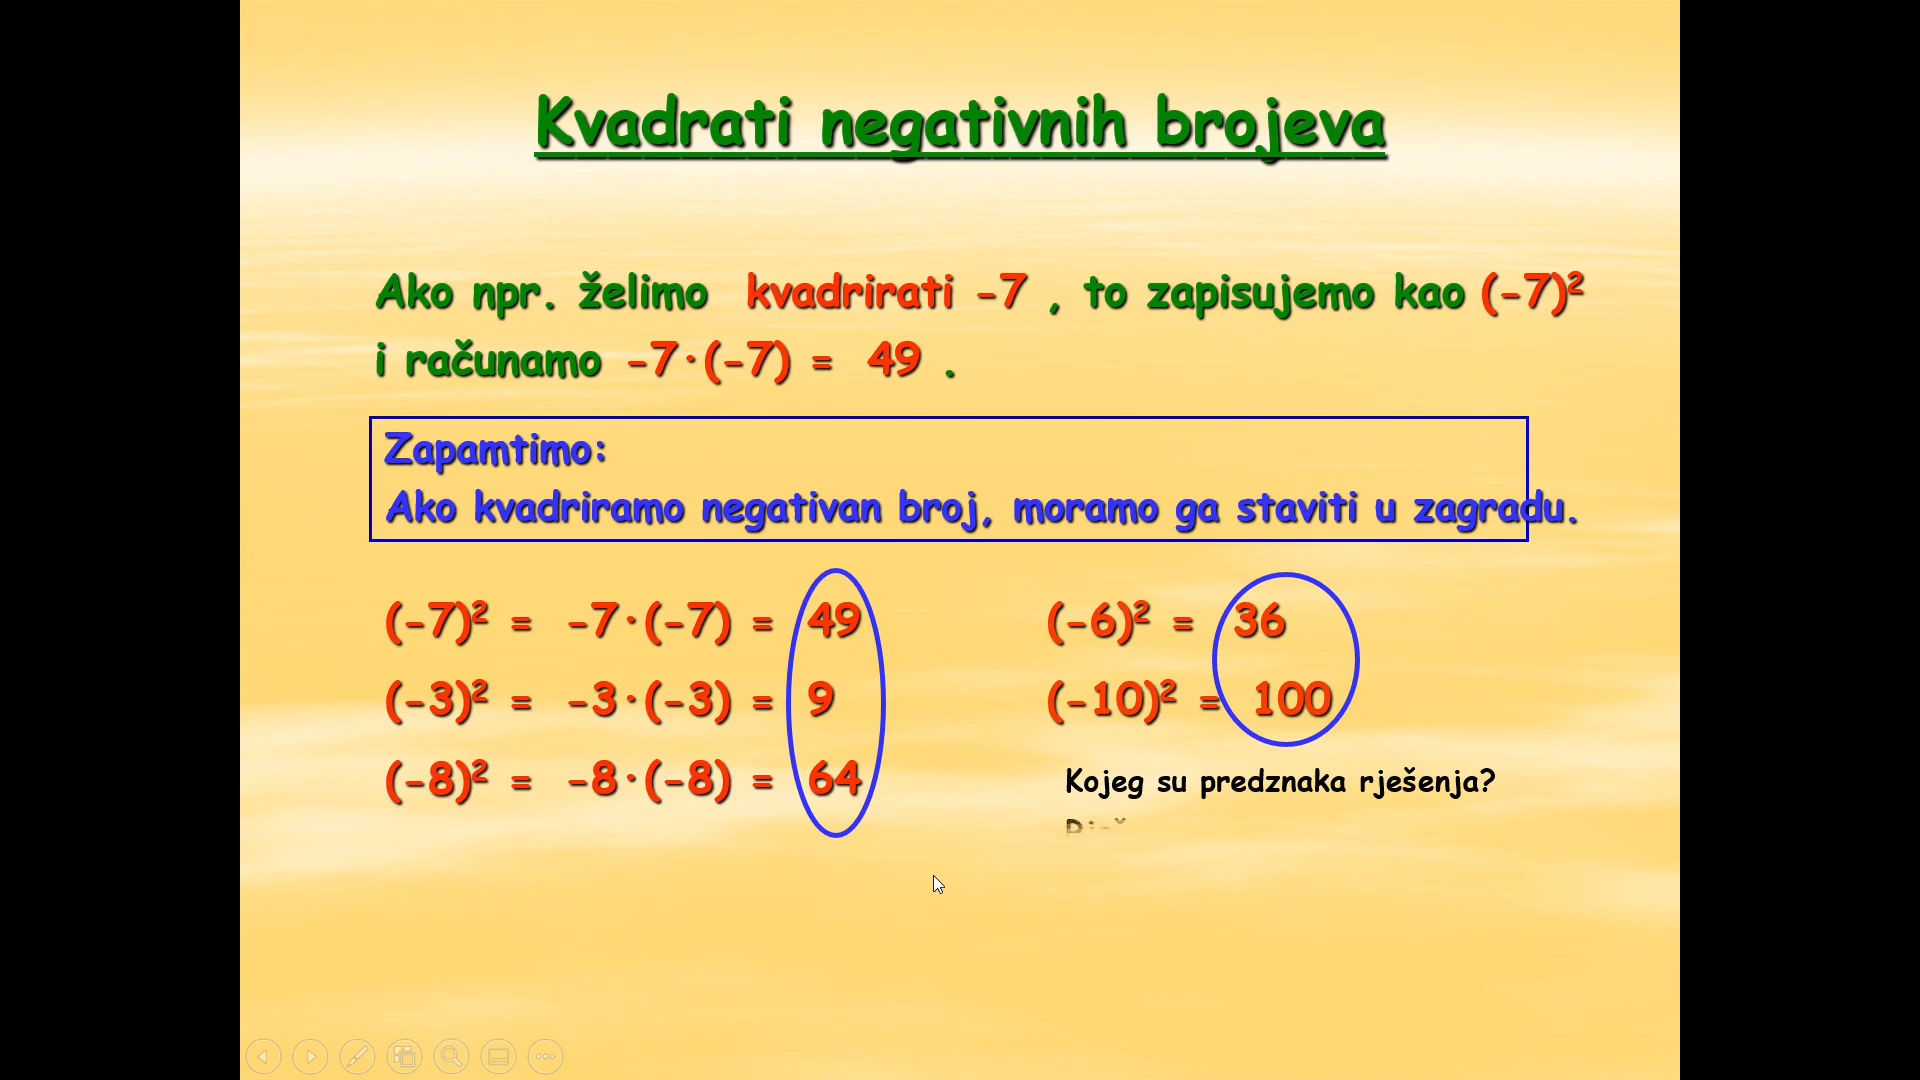 Kvadrati negativnih brojeva
Ako npr. želimo kvadrirati -7 , to zapisujemo kao (-7)²
i računamo -7·(-7) = 49 .
Zapamtimo:
Ako kvadriramo negativan broj, moramo ga staviti u zagradu.
(-7)² = -7·(-7) = 49
(-3)² = -3·(-3) = 9
(-8)² = -8·(-8) = 64
(-6)² = 36
(-10)² = 100
Kojeg su predznaka rješenja?